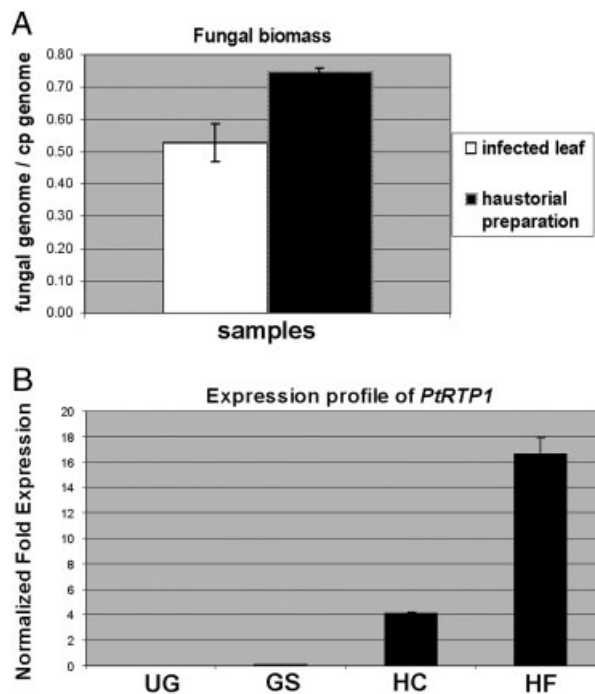 A
Fungal biomass
fungal genome / cp genome
0.80
0.70
0.60
0.50
0.40
0.30
0.20
0.10
0.00
samples
infected leaf
haustorial
preparation
B
Expression profile of PtRTP1
Normalized Fold Expression
20
18
16
14
12
10
8
6
4
2
0
UG GS HC HF